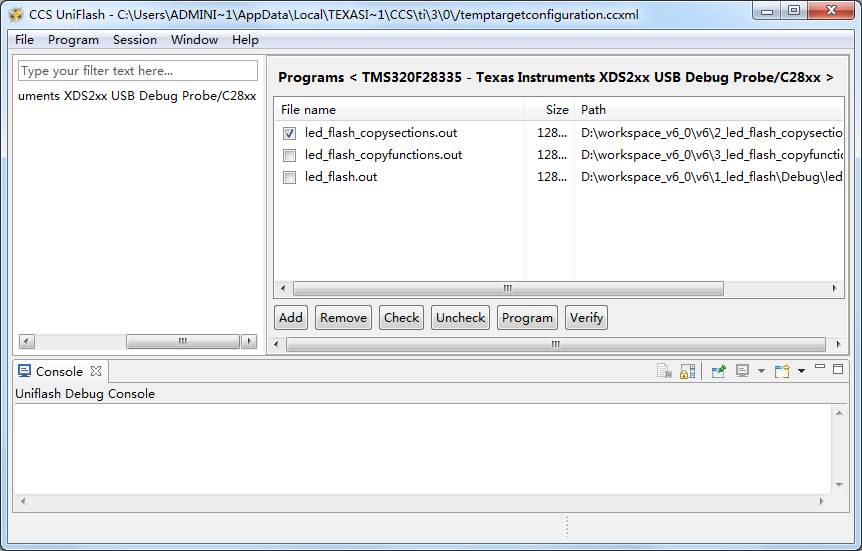 CCS UniFlash - C:\Users\ADMINI~1\AppData\Local\TEXASI~1\CCS\ti\3\0\/temptargetconfiguration.ccxml
File Program Session Window Help
Type your filter text here...
uments XDS2xx USB Debug Probe/C28xx
Programs < TMS320F28335 - Texas Instruments XDS2xx USB Debug Probe/C28xx >
File name Size Path
led_flash_copysections.out 128... D:\workspace_v6_0\v6\2_led_flash_copysectio
led_flash_copyfunctions.out 128... D:\workspace_v6_0\v6\3_led_flash_copyfuncti
led_flash.out 128... D:\workspace_v6_0\v6\1_led_flash\Debug\led
Add Remove Check Uncheck Program Verify
Console
Uniflash Debug Console